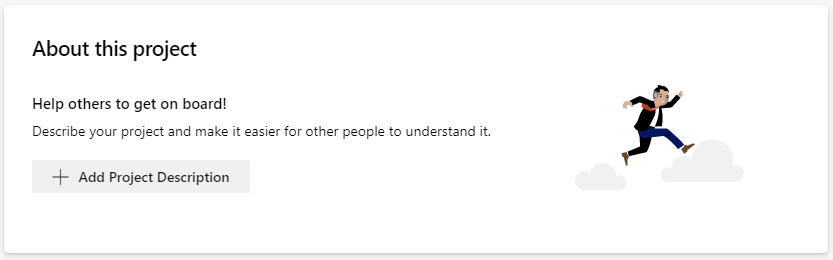 About this project
Help others to get on board!
Describe your project and make it easier for other people to understand it.
Add Project Description